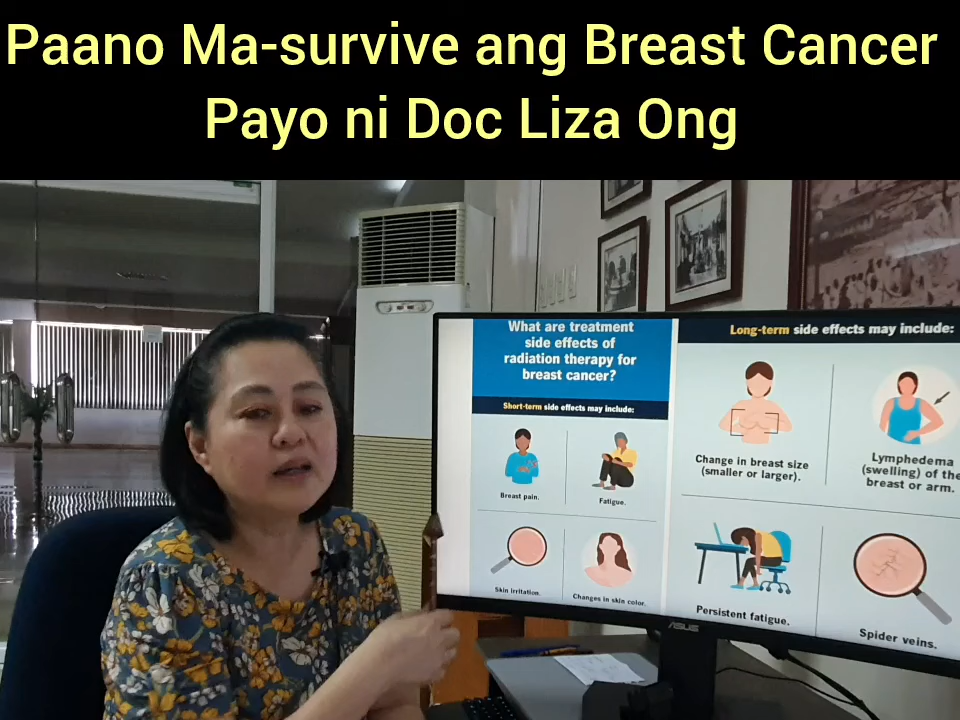 Paano Ma-survive ang Breast Cancer
Payo ni Doc Liza Ong
What are treatment
side effects of
radiation therapy for
breast cancer?
Short-term side effects may include:
Breast pain.
Fatigue.
Skin irritation.
Changes in skin color.
Long-term side effects may include:
Change in breast size
(smaller or larger).
Lymphedema
(swelling) of the
breast or arm.
Persistent fatigue.
Spider veins.
ASUS